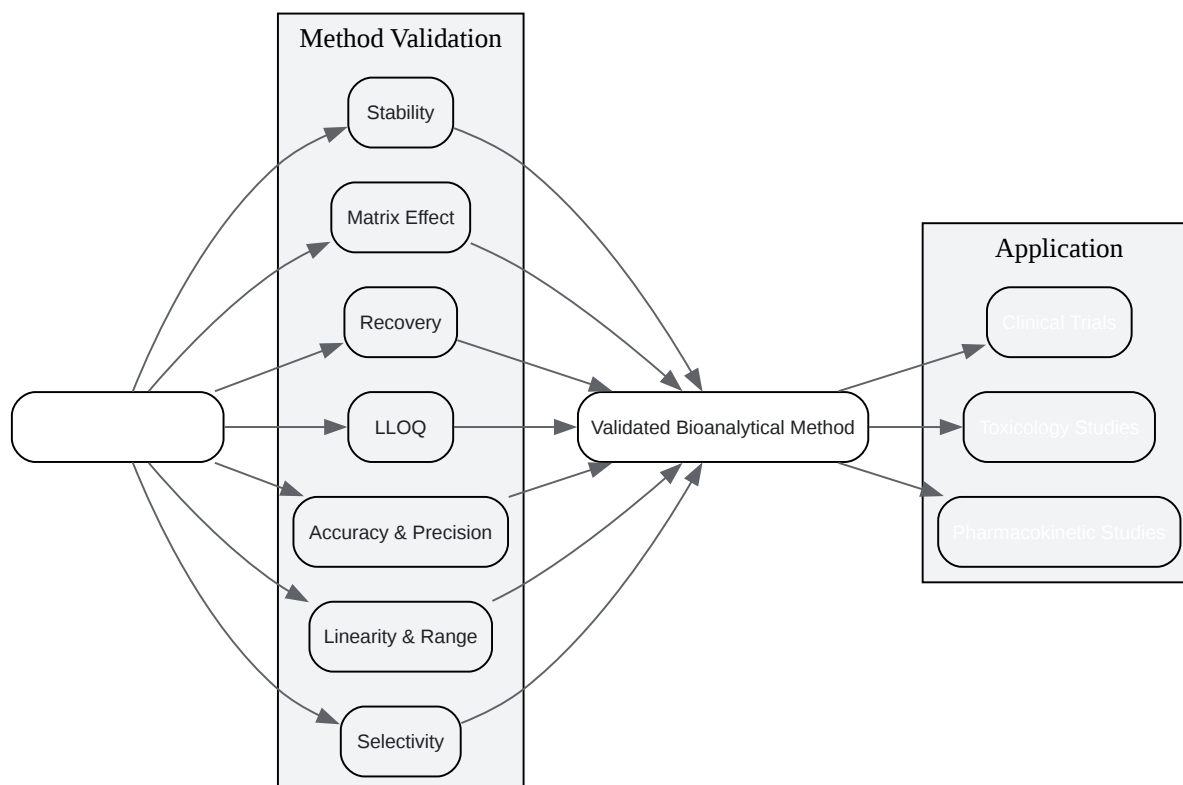 Method Validation
Stability
Matrix Effect
Recovery
LLOQ
Accuracy & Precision
Linearity & Range
Selectivity
Validated Bioanalytical Method
Application
Clinical Trials
Toxicology Studies
Pharmacokinetic Studies